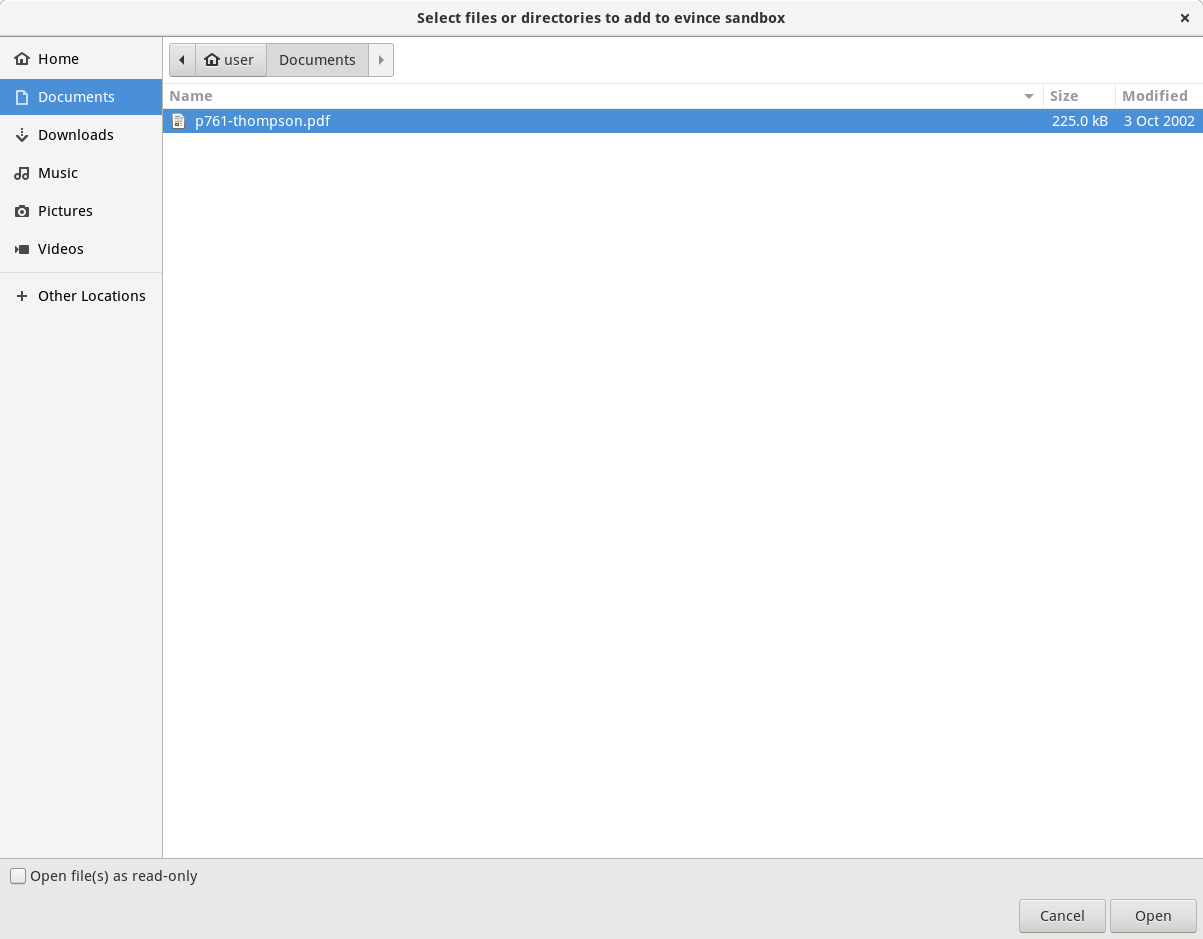 Select files or directories to add to evince sandbox
Home
Documents
Downloads
Music
Pictures
Videos
Other Locations
user Documents
Name Size Modified
p761-thompson.pdf 225.0 kB 3 Oct 2002
Open file(s) as read-only
Cancel Open